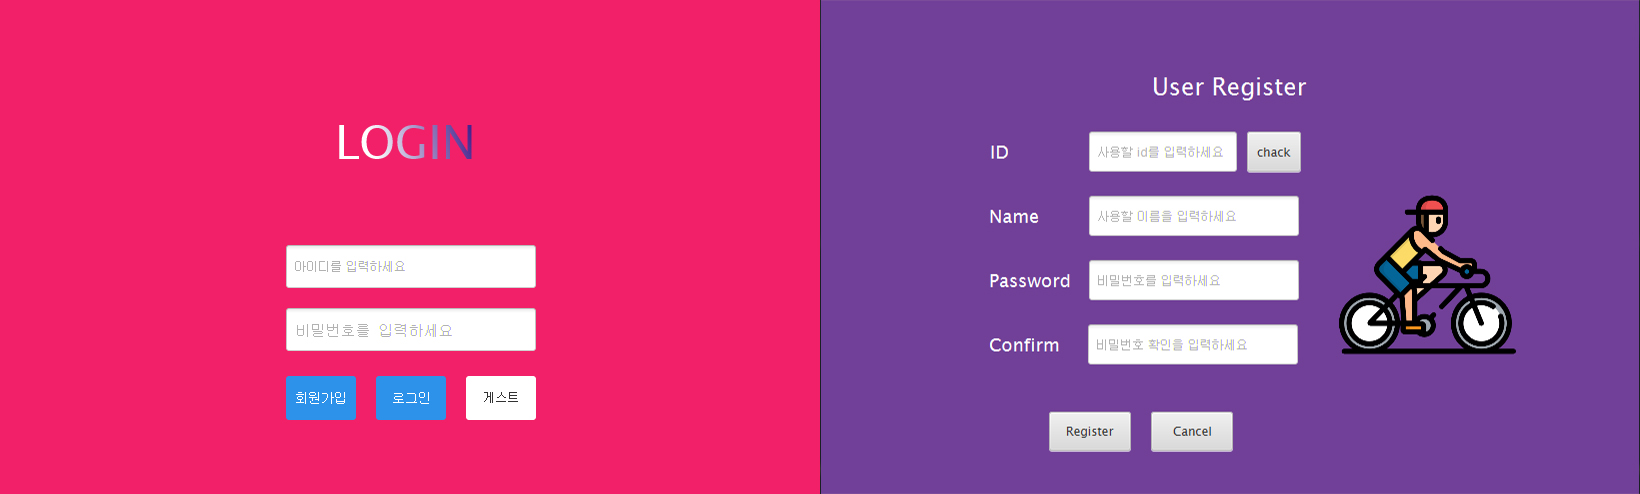 LOGIN
아이디를 입력하세요
비밀번호를 입력하세요
회원가입 로그인 게스트
User Register
ID 사용할 id를 입력하세요 chack
Name 사용할 이름을 입력하세요
Password 비밀번호를 입력하세요
Confirm 비밀번호 확인을 입력하세요
Register Cancel